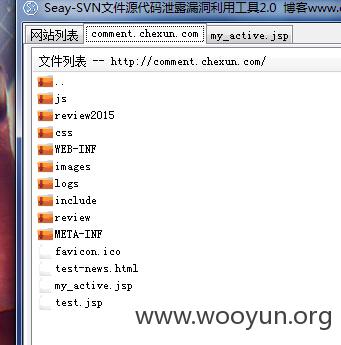 Seay-SVN文件源代码泄露漏洞利用工具2.0 博客www.
网站列表 comment.chexun.com my_active.jsp
文件列表 -- http://comment.chexun.com/
..
js
review2015
css
WEB-INF
images
logs
include
review
META-INF
favicon.ico
test-news.html
my_active.jsp
test.jsp
www.wooyun.org